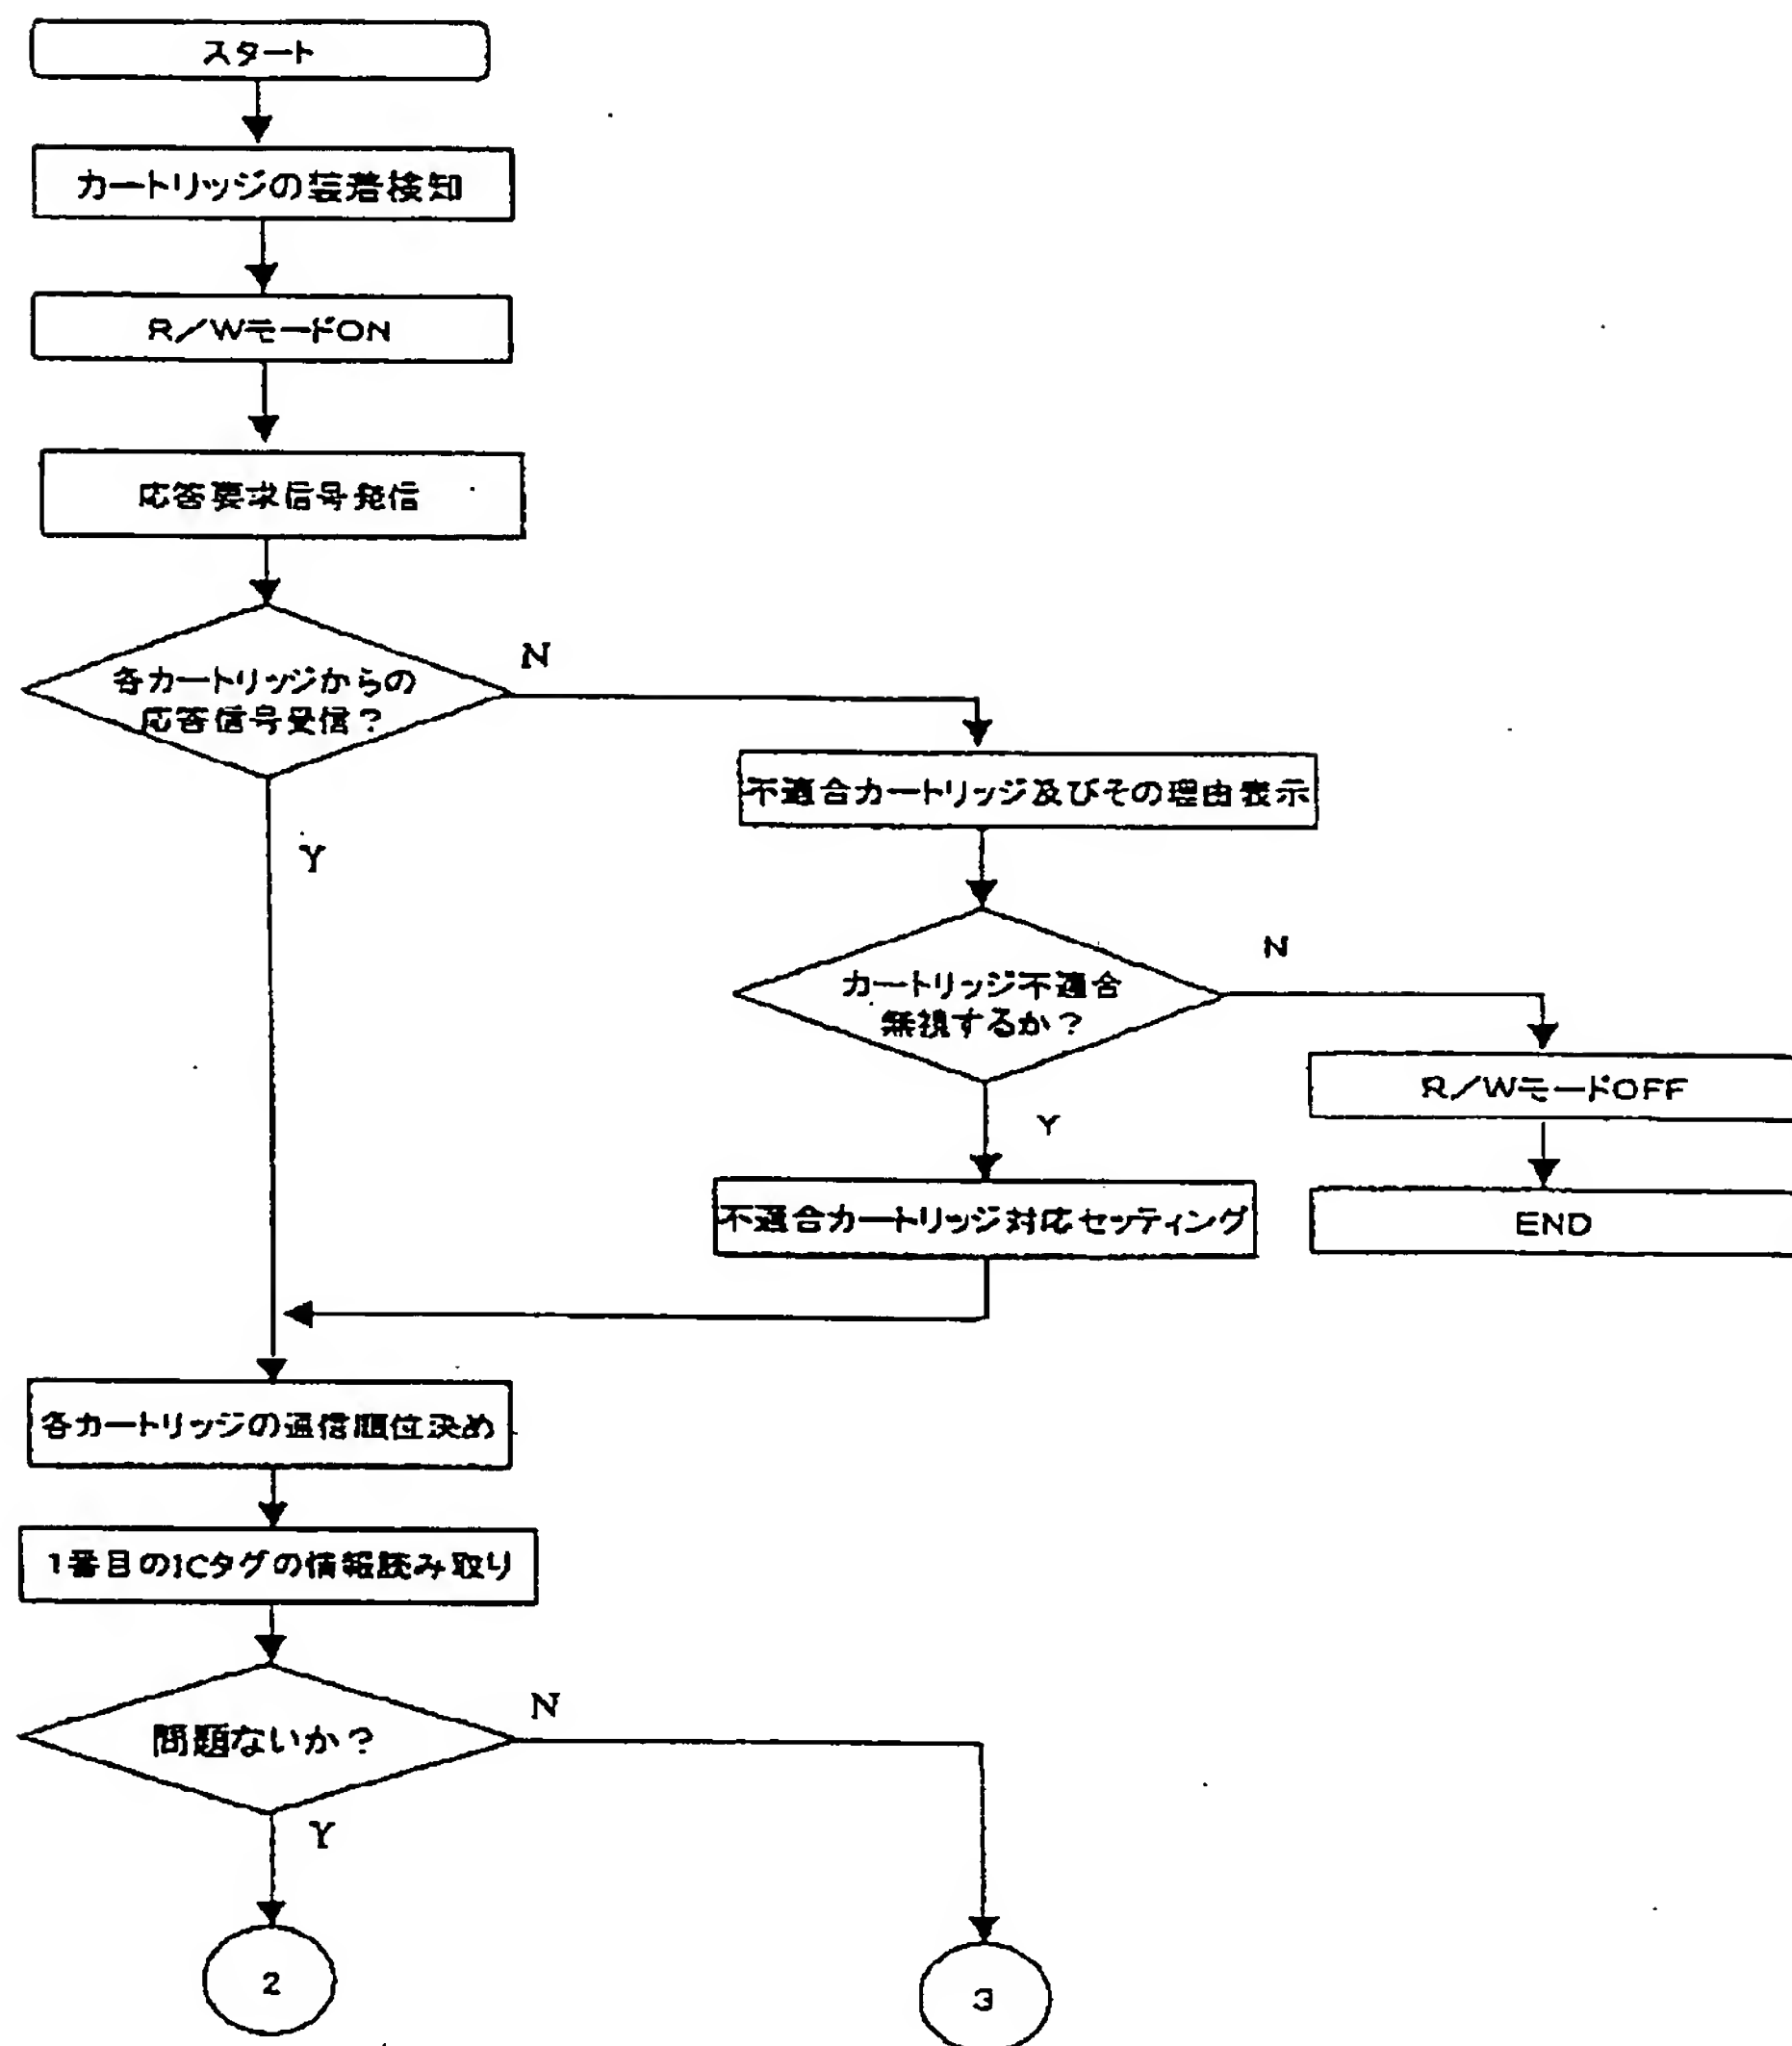 スタート
カートリッジの装着検知
R/WモードON
応答要求信号発信
各カートリッジからの
応答信号受信?
N
Y
不適合カートリッジ及びその理由表示
カートリッジ不適合
無視するか?
N
Y
R/WモードOFF
END
不適合カートリッジ対応セッティング
各カートリッジの通信順位決め
1番目のICタグの情報読み取り
問題ないか?
N
Y
2
3